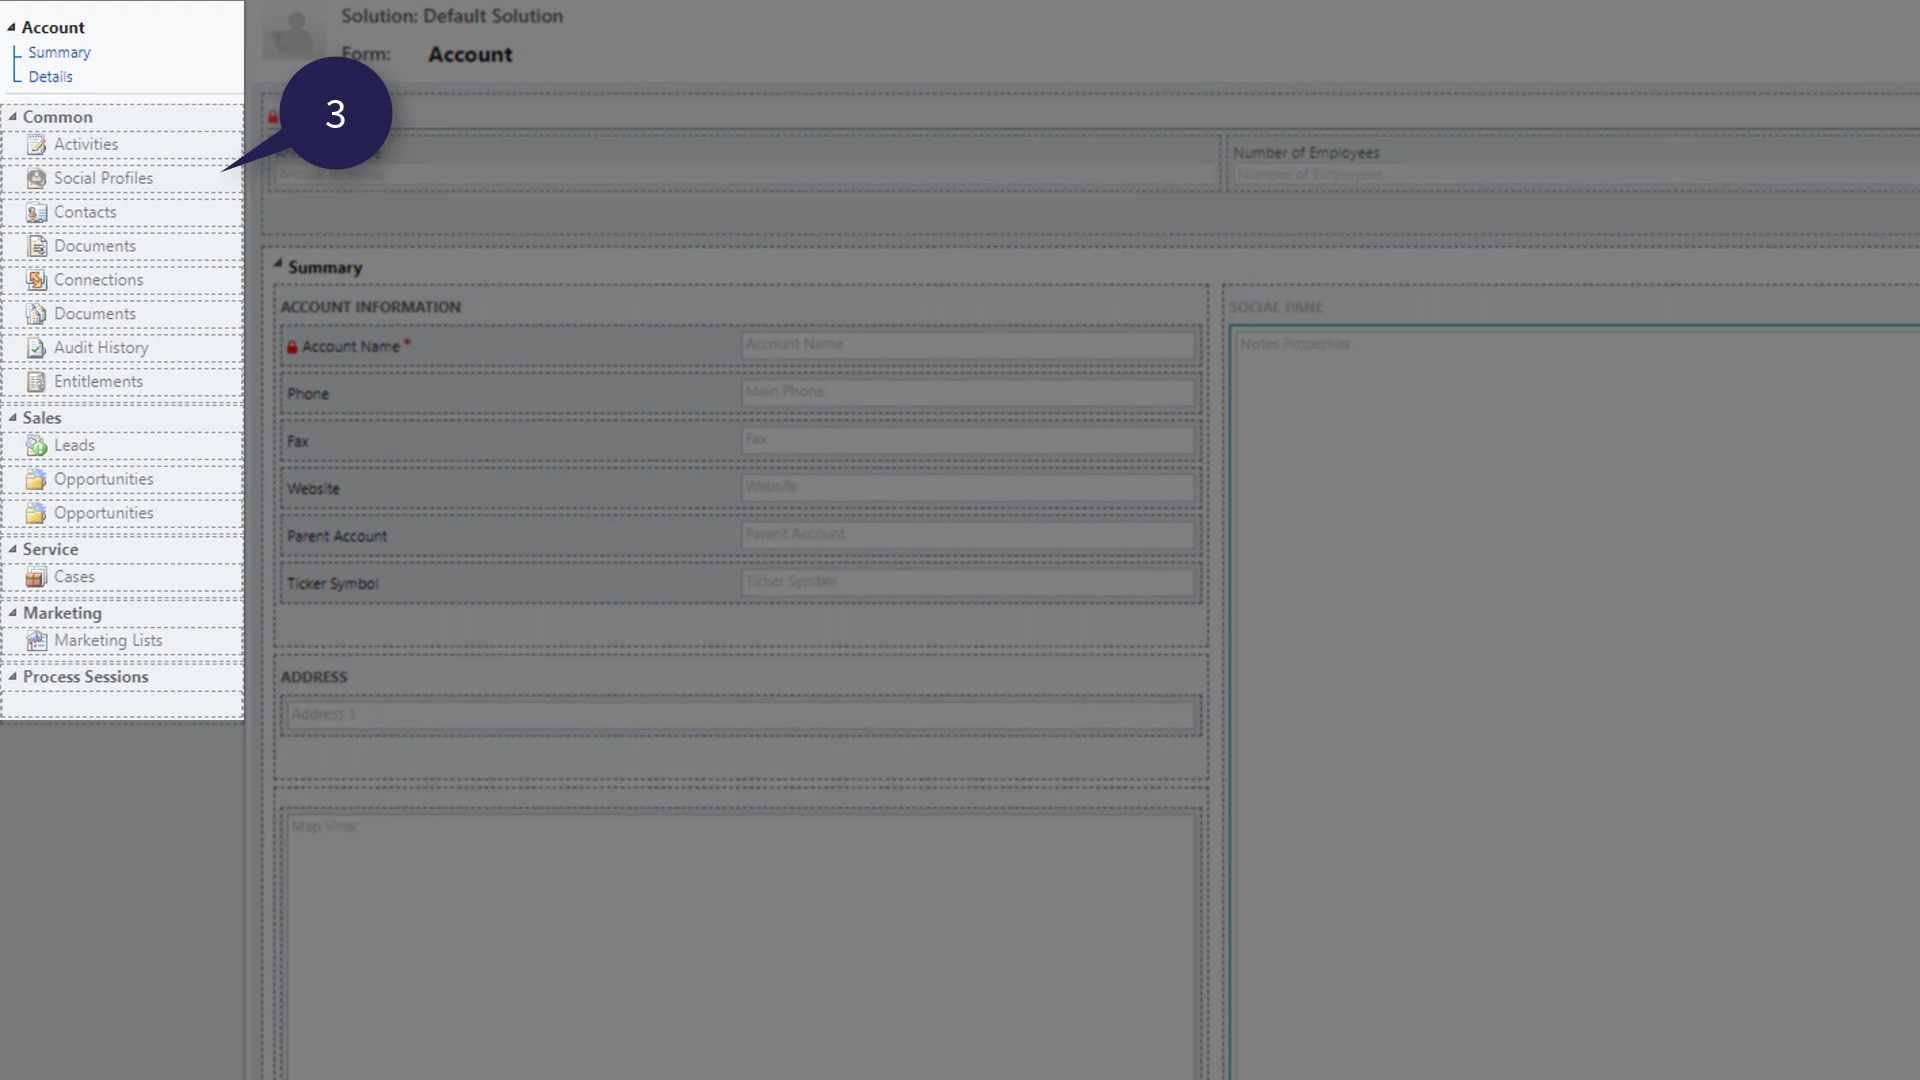 Account
Summary
Details
Common
Activities
Social Profiles
Contacts
Documents
Connections
Documents
Audit History
Entitlements
Sales
Leads
Opportunities
Opportunities
Service
Cases
Marketing
Marketing Lists
Process Sessions
3
Solution: Default Solution
Form: Account
Number of Employees
Number of Employees
Summary
ACCOUNT INFORMATION
Account Name *
Account Name
Phone
Main Phone
Fax
Fax
Website
Website
Parent Account
Parent Account
Ticker Symbol
Ticker Symbol
ADDRESS
Address 1
Map View
SOCIAL PANE
Notes Properties